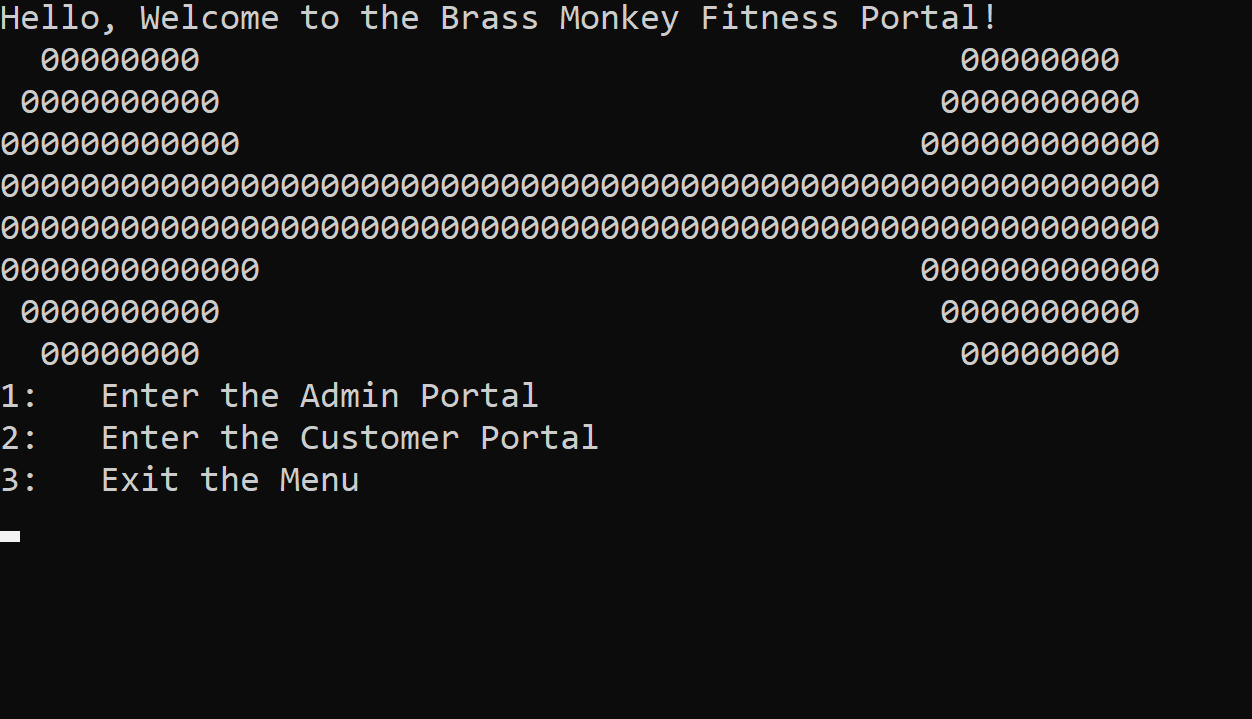 Hello, Welcome to the Brass Monkey Fitness Portal!
  00000000                                      00000000
 0000000000                                    0000000000
000000000000                                  000000000000
0000000000000000000000000000000000000000000000000000000000
0000000000000000000000000000000000000000000000000000000000
0000000000000                                 000000000000
 0000000000                                    0000000000
  00000000                                      00000000
1:   Enter the Admin Portal
2:   Enter the Customer Portal
3:   Exit the Menu